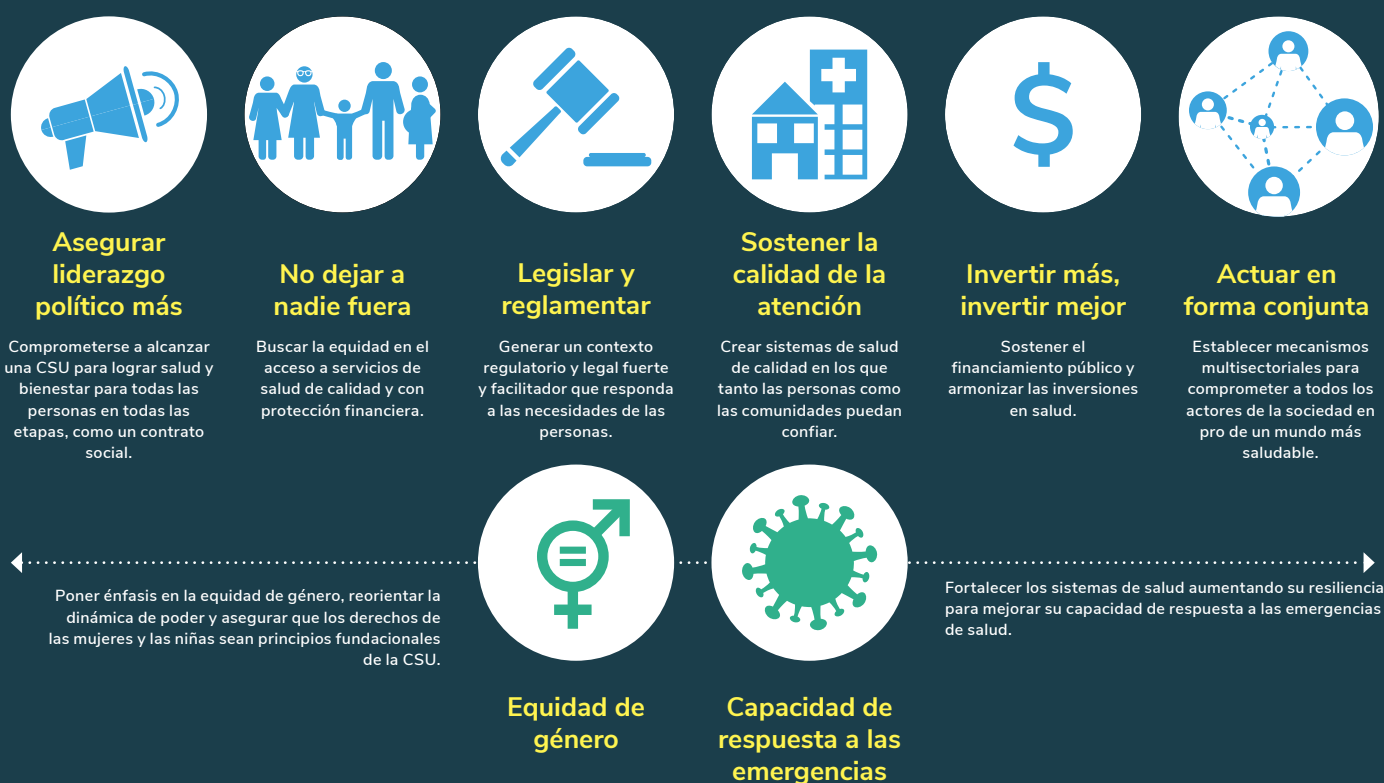 Asegurar
liderazgo
político más
Comprometerse a alcanzar
una CSU para lograr salud y
bienestar para todas las
personas en todas las
etapas, como un contrato
social.
No dejar a
nadie fuera
Buscar la equidad en el
acceso a servicios de
salud de calidad y con
protección financiera.
Legislar y
reglamentar
Generar un contexto
regulatorio y legal fuerte
y facilitador que responda
a las necesidades de las
personas.
Sostener la
calidad de la
atención
Crear sistemas de salud
de calidad en los que
tanto las personas como
las comunidades puedan
confiar.
Invertir más,
invertir mejor
Sostener el
financiamiento público y
armonizar las inversiones
en salud.
Actuar en
forma conjunta
Establecer mecanismos
multisectoriales para
comprometer a todos los
actores de la sociedad en
pro de un mundo más
saludable.
Poner énfasis en la equidad de género, reorientar la
dinámica de poder y asegurar que los derechos de
las mujeres y las niñas sean principios fundacionales
de la CSU.
Equidad de
género
Capacidad de
respuesta a las
emergencias
Fortalecer los sistemas de salud aumentando su resiliencia
para mejorar su capacidad de respuesta a las emergencias
de salud.